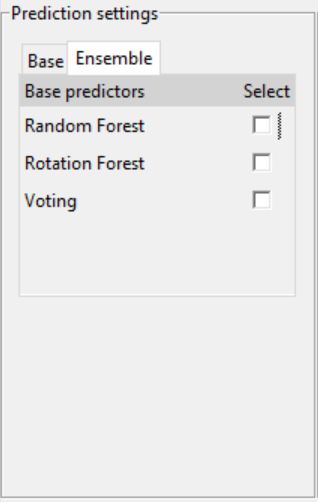 Prediction settings
Base Ensemble
Base predictors Select
Random Forest
Rotation Forest
Voting